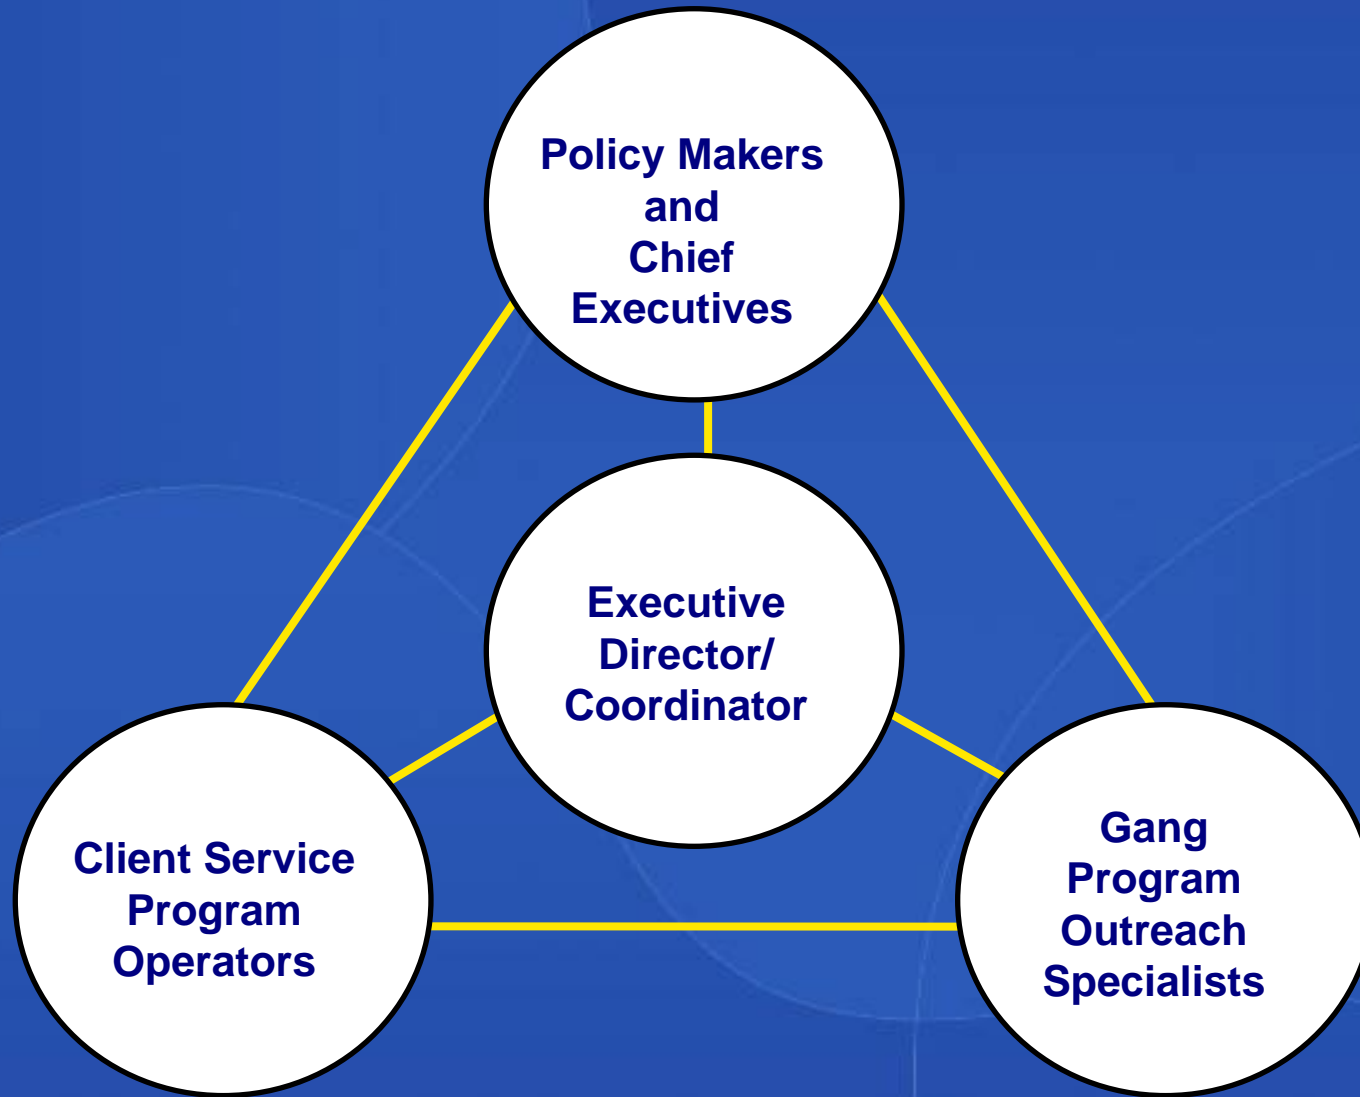 Policy Makers
and
Chief
Executives
Executive
Director/
Coordinator
Client Service
Program
Operators
Gang
Program
Outreach
Specialists